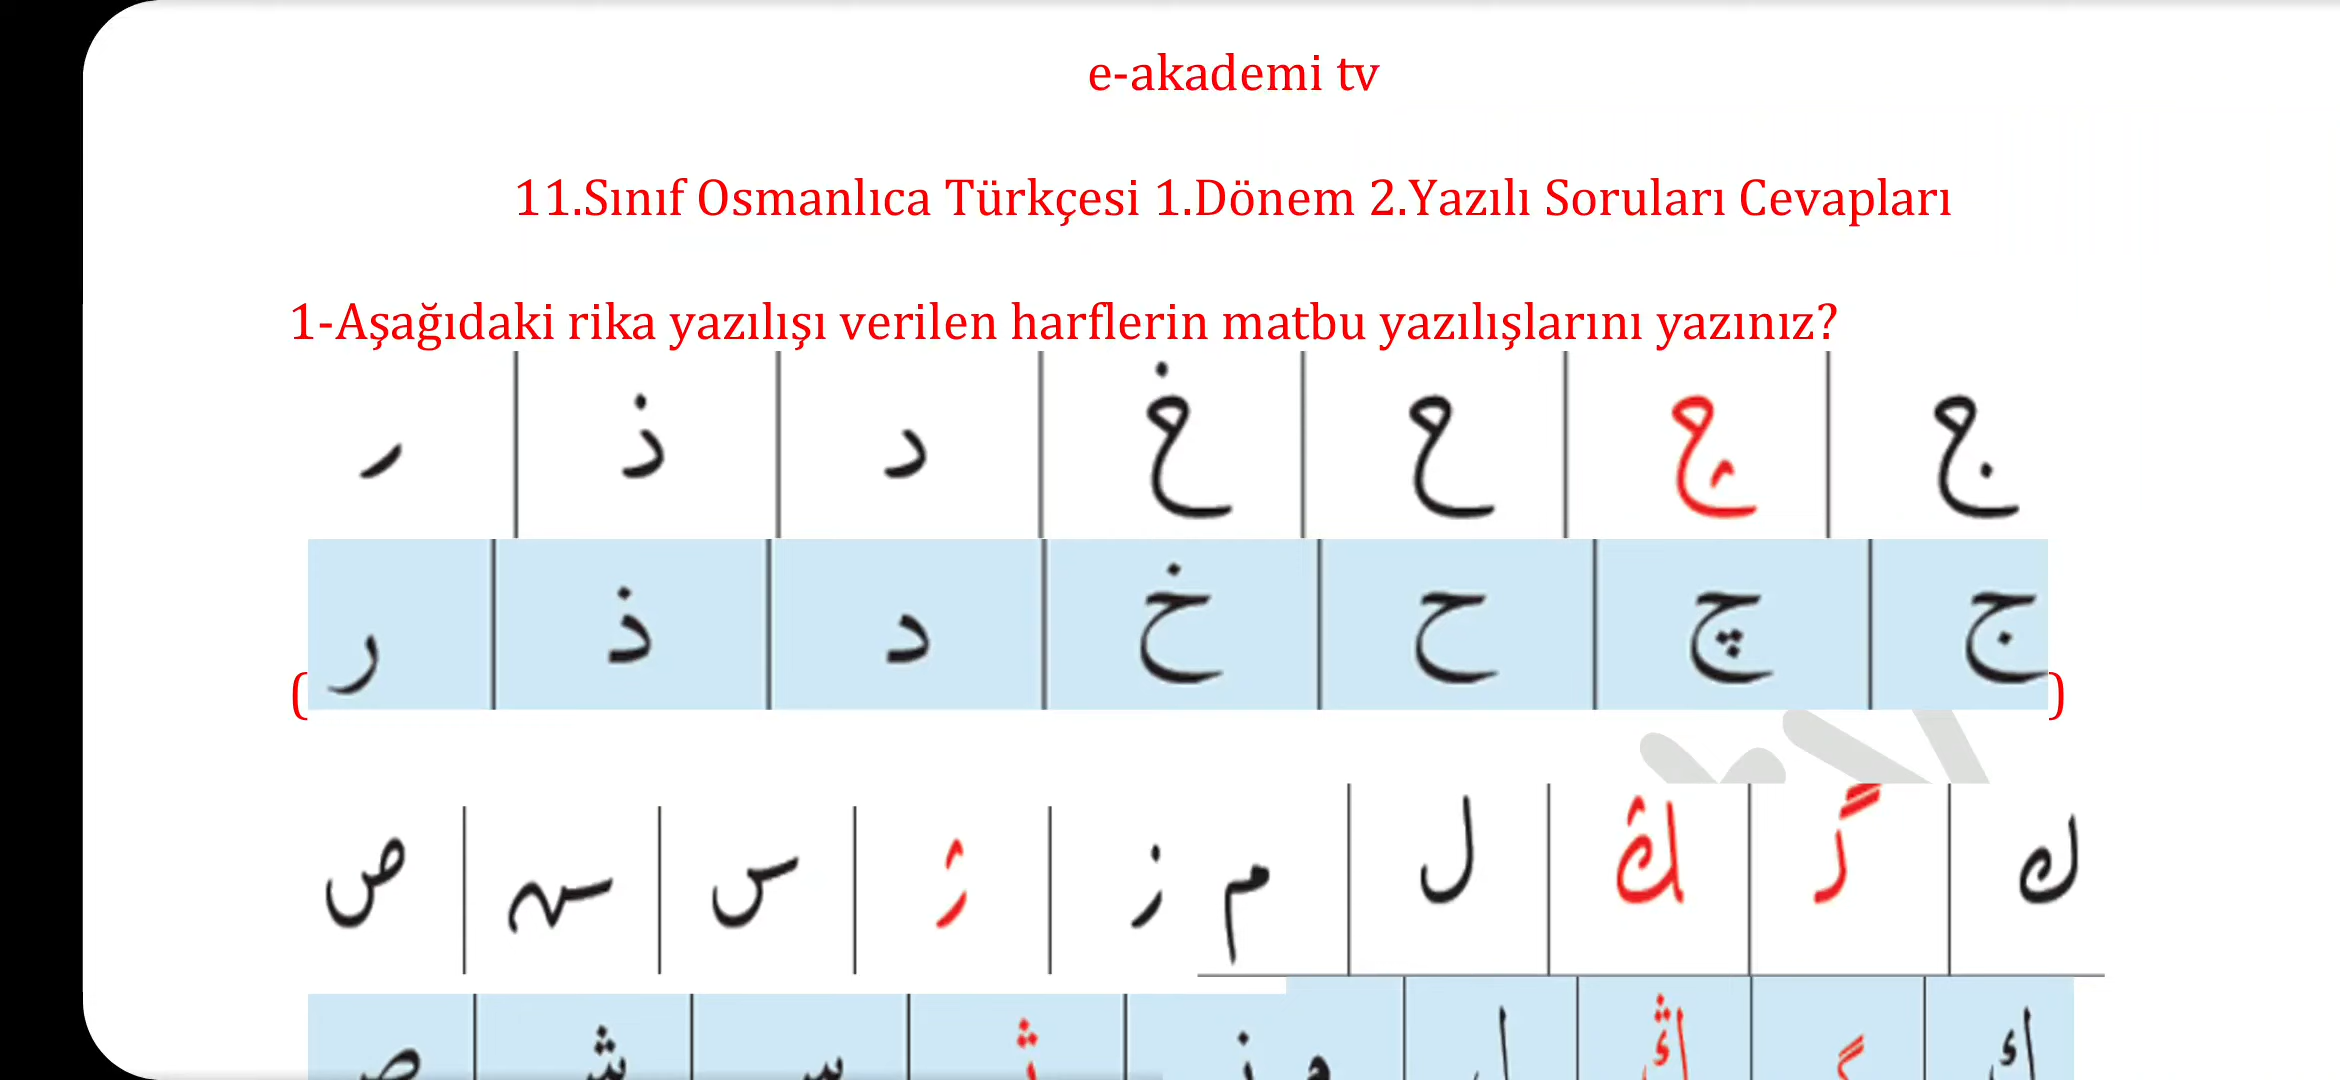 e-akademi tv
11.Sınıf Osmanlıca Türkçesi 1.Dönem 2.Yazılı Soruları Cevapları
1-Aşağıdaki rika yazılışı verilen harflerin matbu yazılışlarını yazınız?
ج چ ح خ د ذ ر
(ج چ ح خ د ذ ر)
ك گ ڭ ل م ز ژ س ش ص
ك گ ڭ ل م ز ژ س ش ص